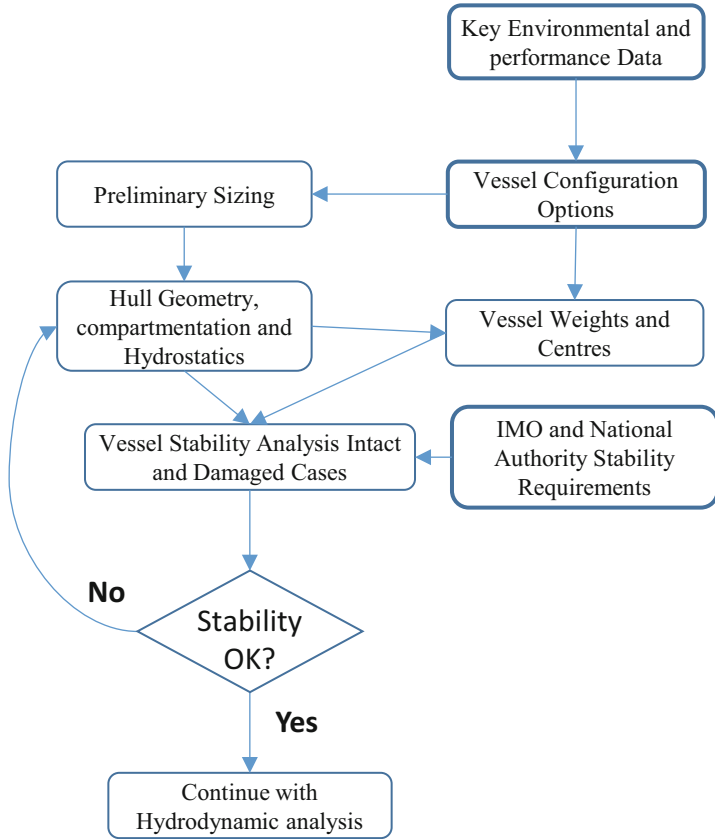 Key Environmental and
performance Data
Preliminary Sizing
Vessel Configuration
Options
Hull Geometry,
compartmentation and
Hydrostatics
Vessel Weights and
Centres
Vessel Stability Analysis Intact
and Damaged Cases
IMO and National
Authority Stability
Requirements
No
Stability
OK?
Yes
Continue with
Hydrodynamic analysis